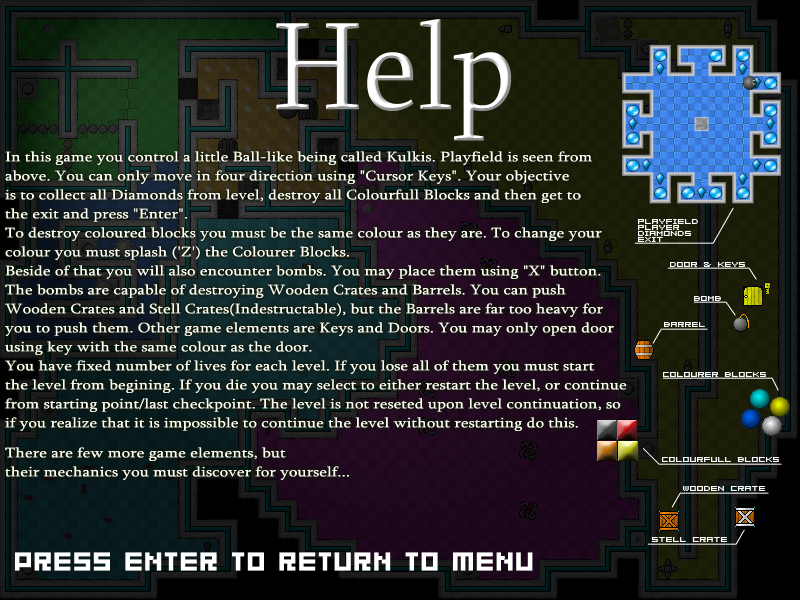 Help
In this game you control a little Ball-like being called Kulkis. Playfield is seen from
above. You can only move in four direction using "Cursor Keys". Your objective
is to collect all Diamonds from level, destroy all Colourfull Blocks and then get to
the exit and press "Enter".
To destroy coloured blocks you must be the same colour as they are. To change your
colour you must splash ('Z') the Colourer Blocks.
Beside of that you will also encounter bombs. You may place them using "X" button.
The bombs are capable of destroying Wooden Crates and Barrels. You can push
Wooden Crates and Stell Crates(Indestructable), but the Barrels are far too heavy for
you to push them. Other game elements are Keys and Doors. You may only open door
using key with the same colour as the door.
You have fixed number of lives for each level. If you lose all of them you must start
the level from begining. If you die you may select to either restart the level, or continue
from starting point/last checkpoint. The level is not reseted upon level continuation, so
if you realize that it is impossible to continue the level without restarting do this.
There are few more game elements, but
their mechanics you must discover for yourself...
PRESS ENTER TO RETURN TO MENU
PLAYFIELD
PLAYER
DIAMONDS
EXIT
DOOR & KEYS
BOMB
BARREL
COLOURER BLOCKS
COLOURFULL BLOCKS
WOODEN CRATE
STELL CRATE